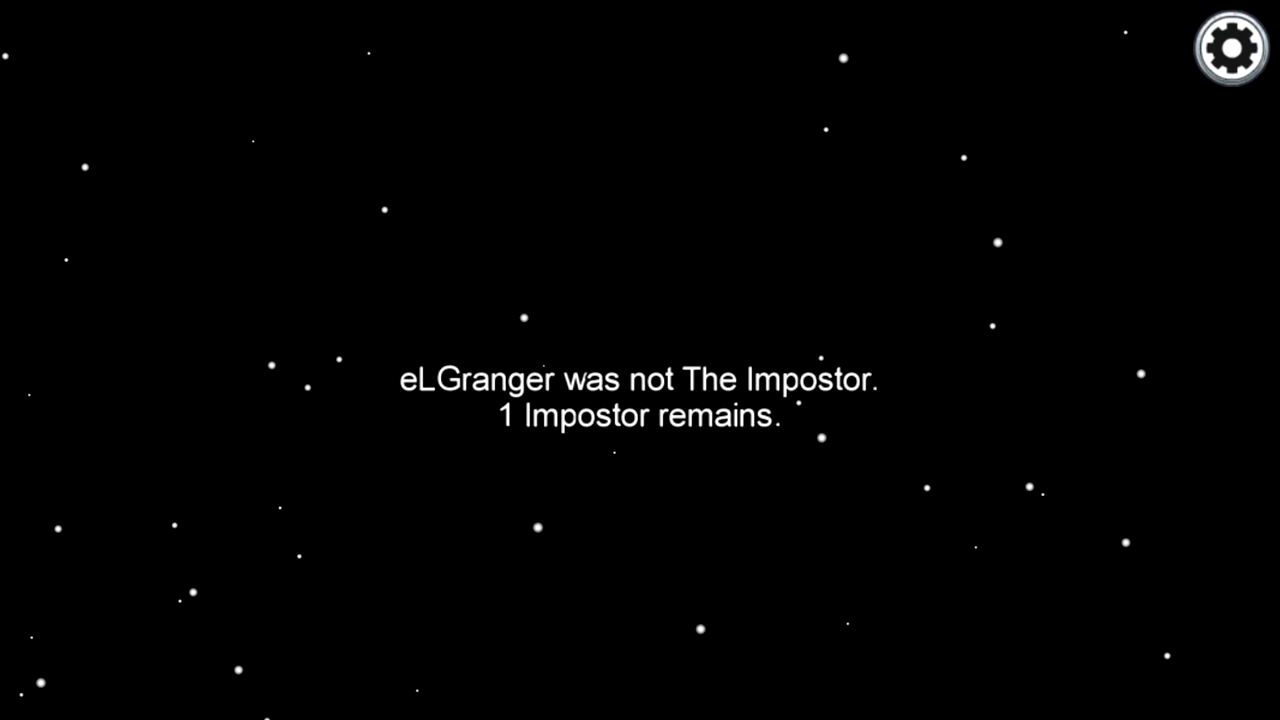 eLGranger was not The Impostor.
1 Impostor remains.